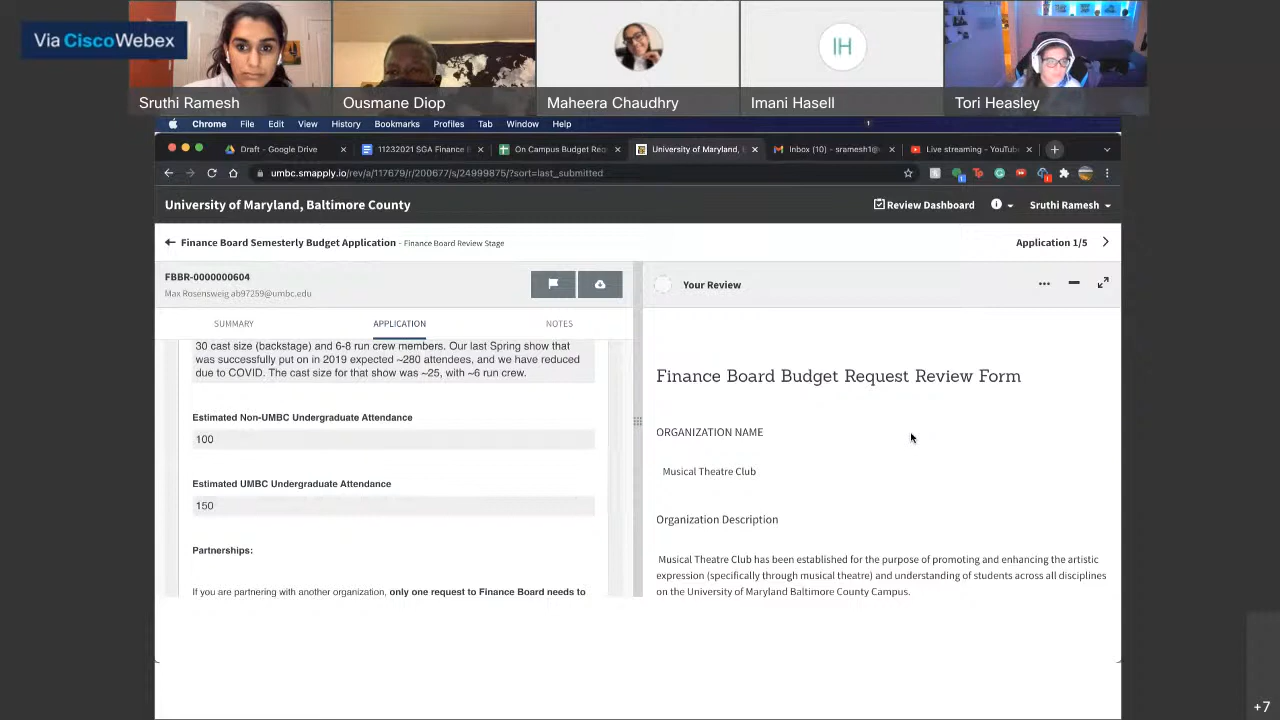 Via CiscoWebex
Sruthi Ramesh
Ousmane Diop
Maheera Chaudhry
IH
Imani Hasell
Tori Heasley
Chrome File Edit View History Bookmarks Profiles Tab Window Help
Draft - Google Drive
11232021 SGA Finance
On Campus Budget Req
University of Maryland,
Inbox (10) - sramesh1@
Live streaming - YouTube
umbc.smapply.io/rev/a/117679/r/200677/s/24999875/?sort=last_submitted
University of Maryland, Baltimore County
Review Dashboard
Sruthi Ramesh
Finance Board Semesterly Budget Application - Finance Board Review Stage
Application 1/5
FBBR-0000000604
Max Rosensweig ab97259@umbc.edu
SUMMARY APPLICATION NOTES
30 cast size (backstage) and 6-8 run crew members. Our last Spring show that
was successfully put on in 2019 expected ~280 attendees, and we have reduced
due to COVID. The cast size for that show was ~25, with ~6 run crew.
Estimated Non-UMBC Undergraduate Attendance
100
Estimated UMBC Undergraduate Attendance
150
Partnerships:
If you are partnering with another organization, only one request to Finance Board needs to
Your Review
Finance Board Budget Request Review Form
ORGANIZATION NAME
Musical Theatre Club
Organization Description
Musical Theatre Club has been established for the purpose of promoting and enhancing the artistic
expression (specifically through musical theatre) and understanding of students across all disciplines
on the University of Maryland Baltimore County Campus.
+7